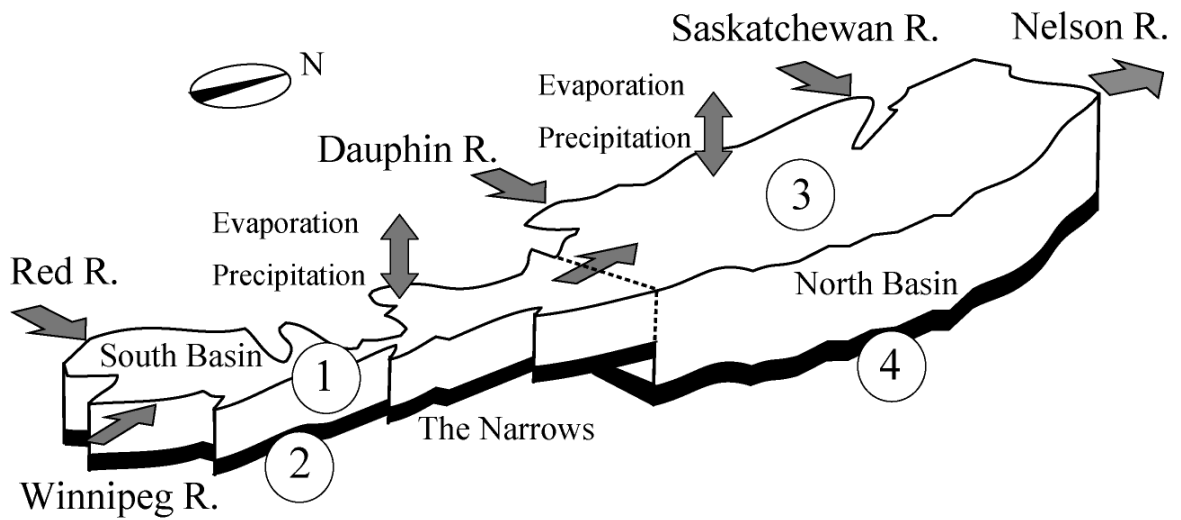 Saskatchewan R.
Nelson R.
N
Evaporation
Precipitation
Dauphin R.
3
Evaporation
Precipitation
Red R.
North Basin
South Basin
1
4
The Narrows
2
Winnipeg R.